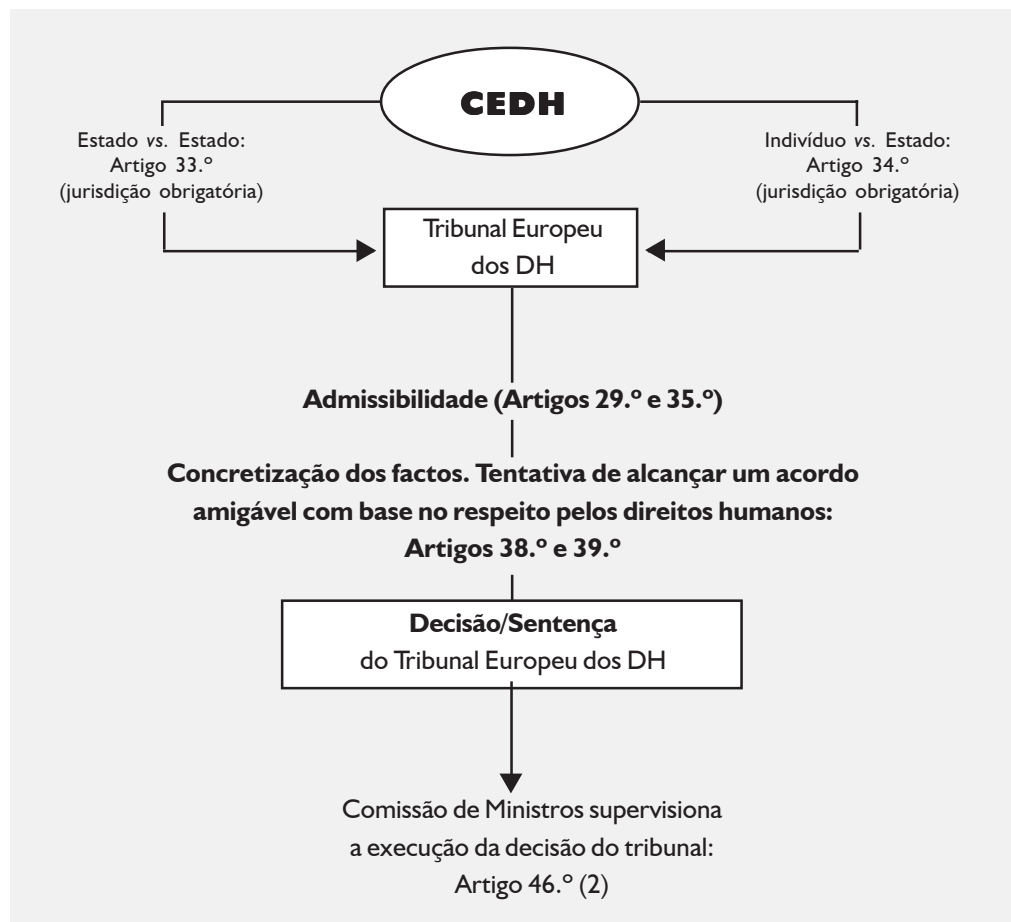 CEDH
Estado vs. Estado:
Artigo 33.º
(jurisdição obrigatória)
Indivíduo vs. Estado:
Artigo 34.º
(jurisdição obrigatória)
Tribunal Europeu
dos DH
Admissibilidade (Artigos 29.º e 35.º)
Concretização dos factos. Tentativa de alcançar um acordo
amigável com base no respeito pelos direitos humanos:
Artigos 38.º e 39.º
Decisão/Sentença
do Tribunal Europeu dos DH
Comissão de Ministros supervisiona
a execução da decisão do tribunal:
Artigo 46.º (2)